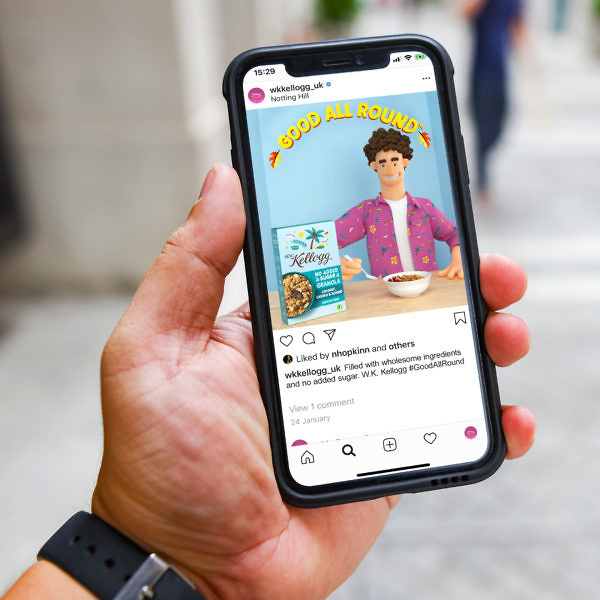 15:29
wkkellogg_uk
Notting Hill
GOOD ALL ROUND
Kellogg
NO ADDED
SUGAR
GRANOLA
COCONUT,
CASHEW & ALMOND
Liked by nhopkinn and others
wkkellogg_uk Filled with wholesome ingredients
and no added sugar. W.K. Kellogg #GoodAllRound
View 1 comment
24 January